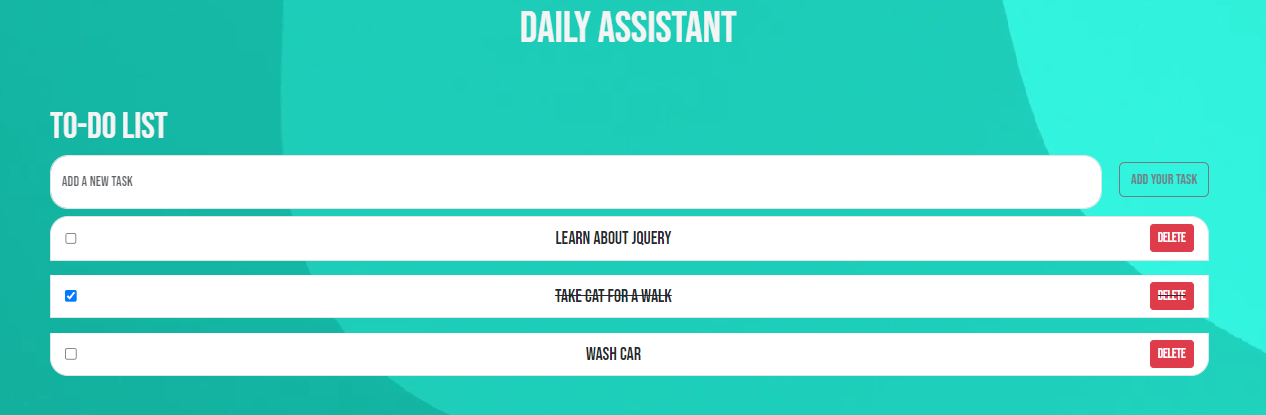 DAILY ASSISTANT
TO-DO LIST
ADD A NEW TASK
ADD YOUR TASK
LEARN ABOUT JQUERY
DELETE
TAKE CAT FOR A WALK
DELETE
WASH CAR
DELETE